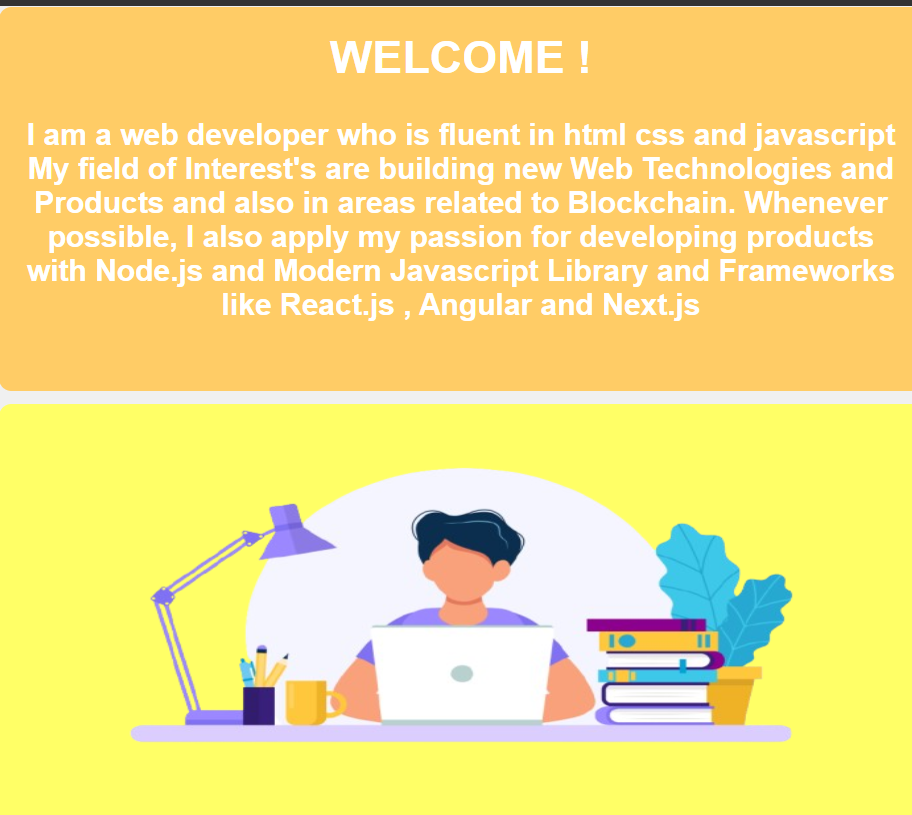 WELCOME !
I am a web developer who is fluent in html css and javascript
My field of Interest's are building new Web Technologies and
Products and also in areas related to Blockchain. Whenever
possible, I also apply my passion for developing products
with Node.js and Modern Javascript Library and Frameworks
like React.js , Angular and Next.js